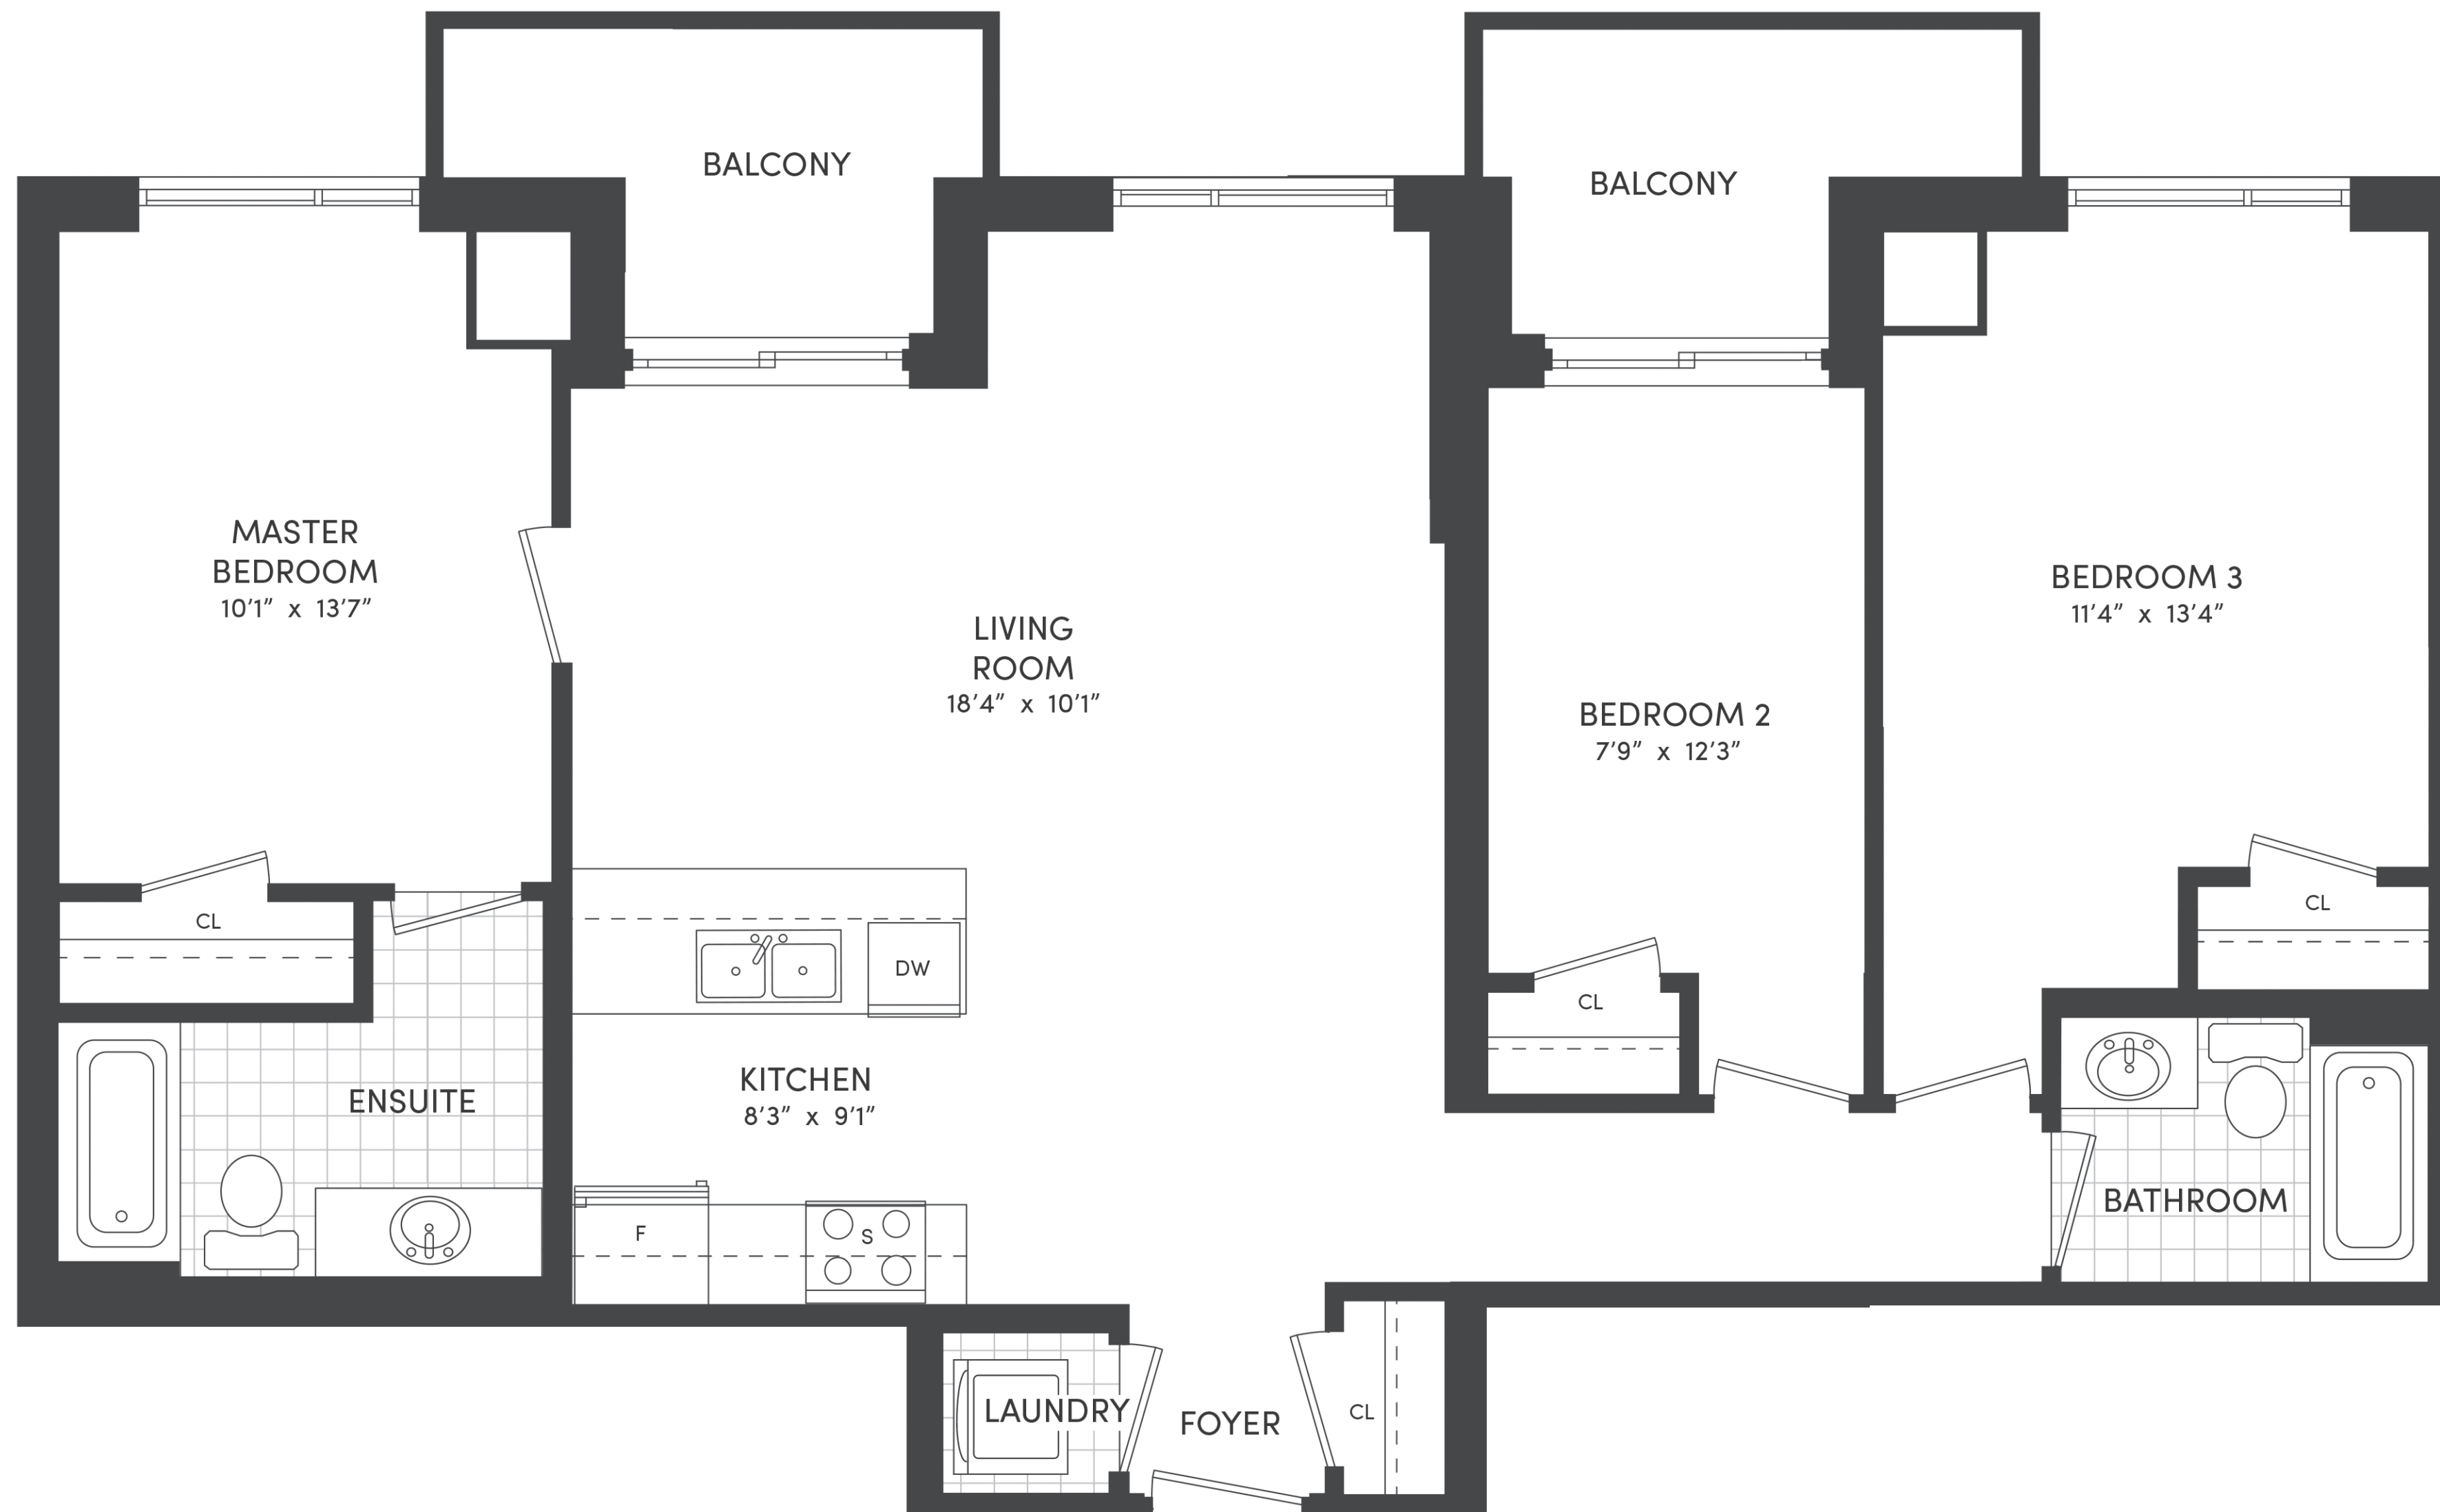 BALCONY
BALCONY
MASTER
BEDROOM
10'1" x 13'7"
LIVING
ROOM
18'4" x 10'1"
BEDROOM 2
7'9" x 12'3"
BEDROOM 3
11'4" x 13'4"
CL
CL
CL
DW
ENSUITE
KITCHEN
8'3" x 9'1"
F
S
BATHROOM
LAUNDRY
FOYER
CL